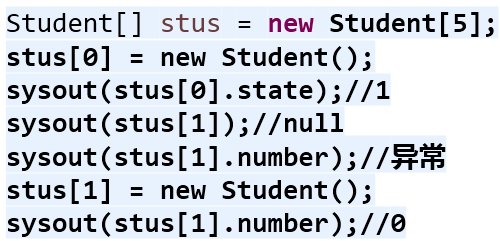 Student[] stus = new Student[5];
stus[0] = new Student();
sysout(stus[0].state);//1
sysout(stus[1]);//null
sysout(stus[1].number);//异常
stus[1] = new Student();
sysout(stus[1].number);//0